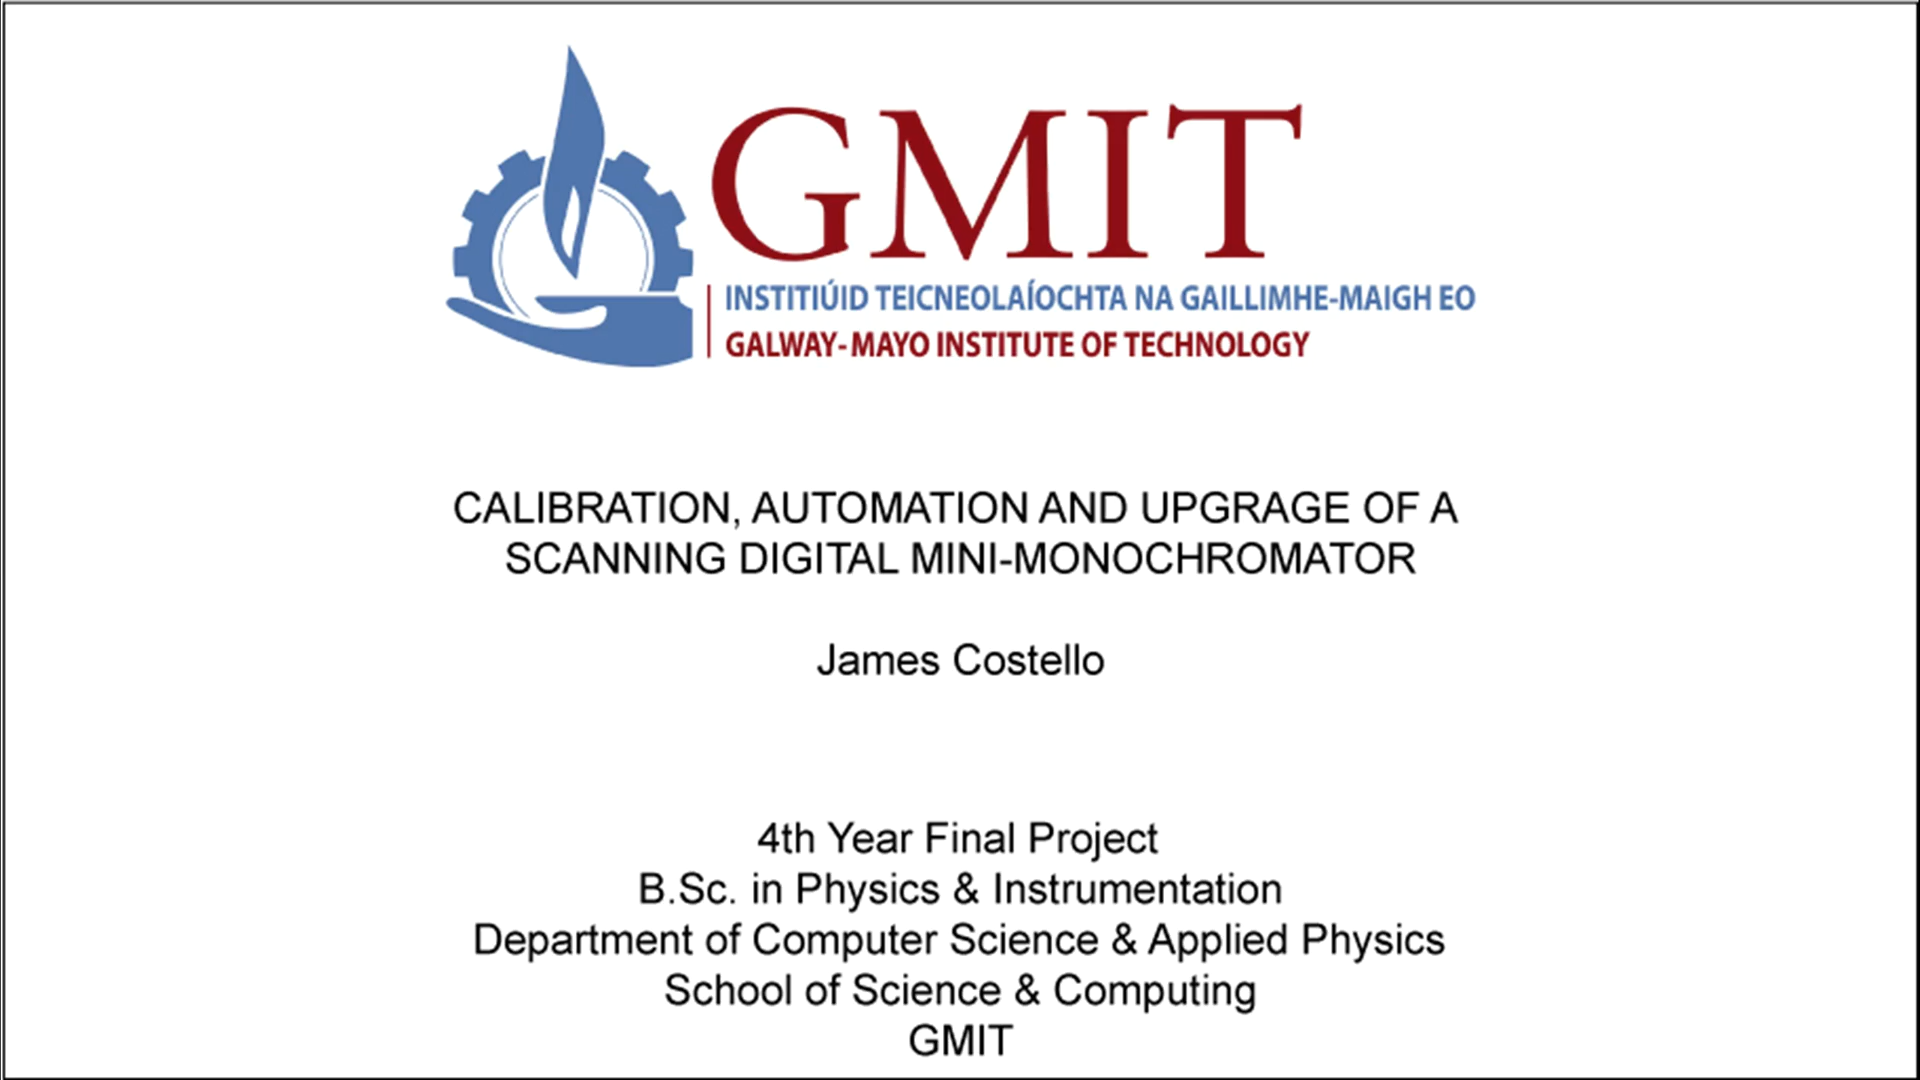 GMIT
INSTITIÚID TEICNEOLAÍOCHTA NA GAILLIMHE-MAIGH EO
GALWAY-MAYO INSTITUTE OF TECHNOLOGY
CALIBRATION, AUTOMATION AND UPGRAGE OF A
SCANNING DIGITAL MINI-MONOCHROMATOR
James Costello
4th Year Final Project
B.Sc. in Physics & Instrumentation
Department of Computer Science & Applied Physics
School of Science & Computing
GMIT